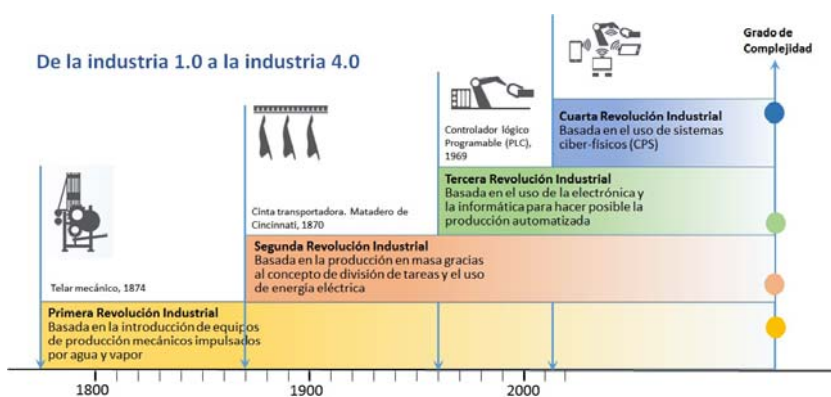 De la industria 1.0 a la industria 4.0
Grado de
Complejidad
Cuarta Revolución Industrial
Basada en el uso de sistemas
ciber-físicos (CPS)
Controlador lógico
Programable (PLC),
1969
Tercera Revolución Industrial
Basada en el uso de la electrónica y
la informática para hacer posible la
producción automatizada
Cinta transportadora. Matadero de
Cincinnati, 1870
Segunda Revolución Industrial
Basada en la producción en masa gracias
al concepto de división de tareas y el uso
de energía eléctrica
Telar mecánico, 1874
Primera Revolución Industrial
Basada en la introducción de equipos
de producción mecánicos impulsados
por agua y vapor
1800
1900
2000